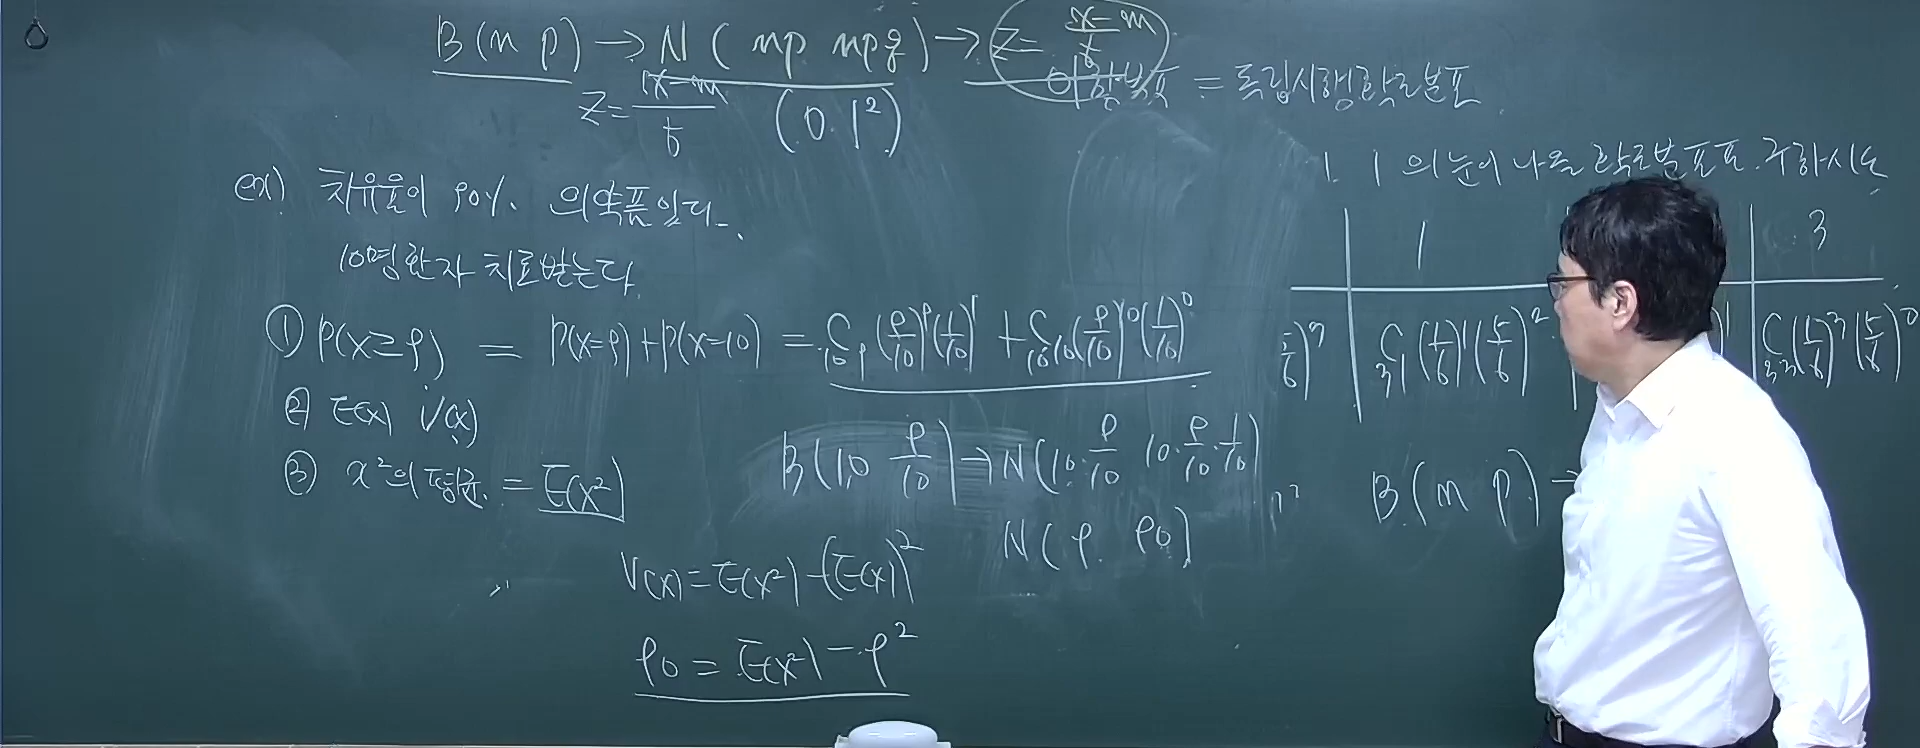 B(n p) → N( np npq) → Z= x-m/σ
Z= x-m/σ (0 1²)
이항분포 = 독립시행확률분포
ex) 치유율이 90%. 의약품 있다.
10명 환자 치료받는다.
① P(x≥9) = P(x=9)+P(x=10) = ₁₀C₉(9/10)⁹(1/10)¹ + ₁₀C₁₀(9/10)¹⁰(1/10)⁰
② E(x) V(x)
③ x²의 평균. = E(x²)
B(10 9/10) → N(10·9/10 10·9/10·1/10)
N(9 90)
V(x)=E(x²)-(E(x))²
90 = E(x²) - 9²
1. 1의 눈이 나올 확률분포표. 구하시오
1 3
₃C₁(1/6)¹(5/6)² ₃C₃(1/6)³(5/6)⁰
B(n p) →